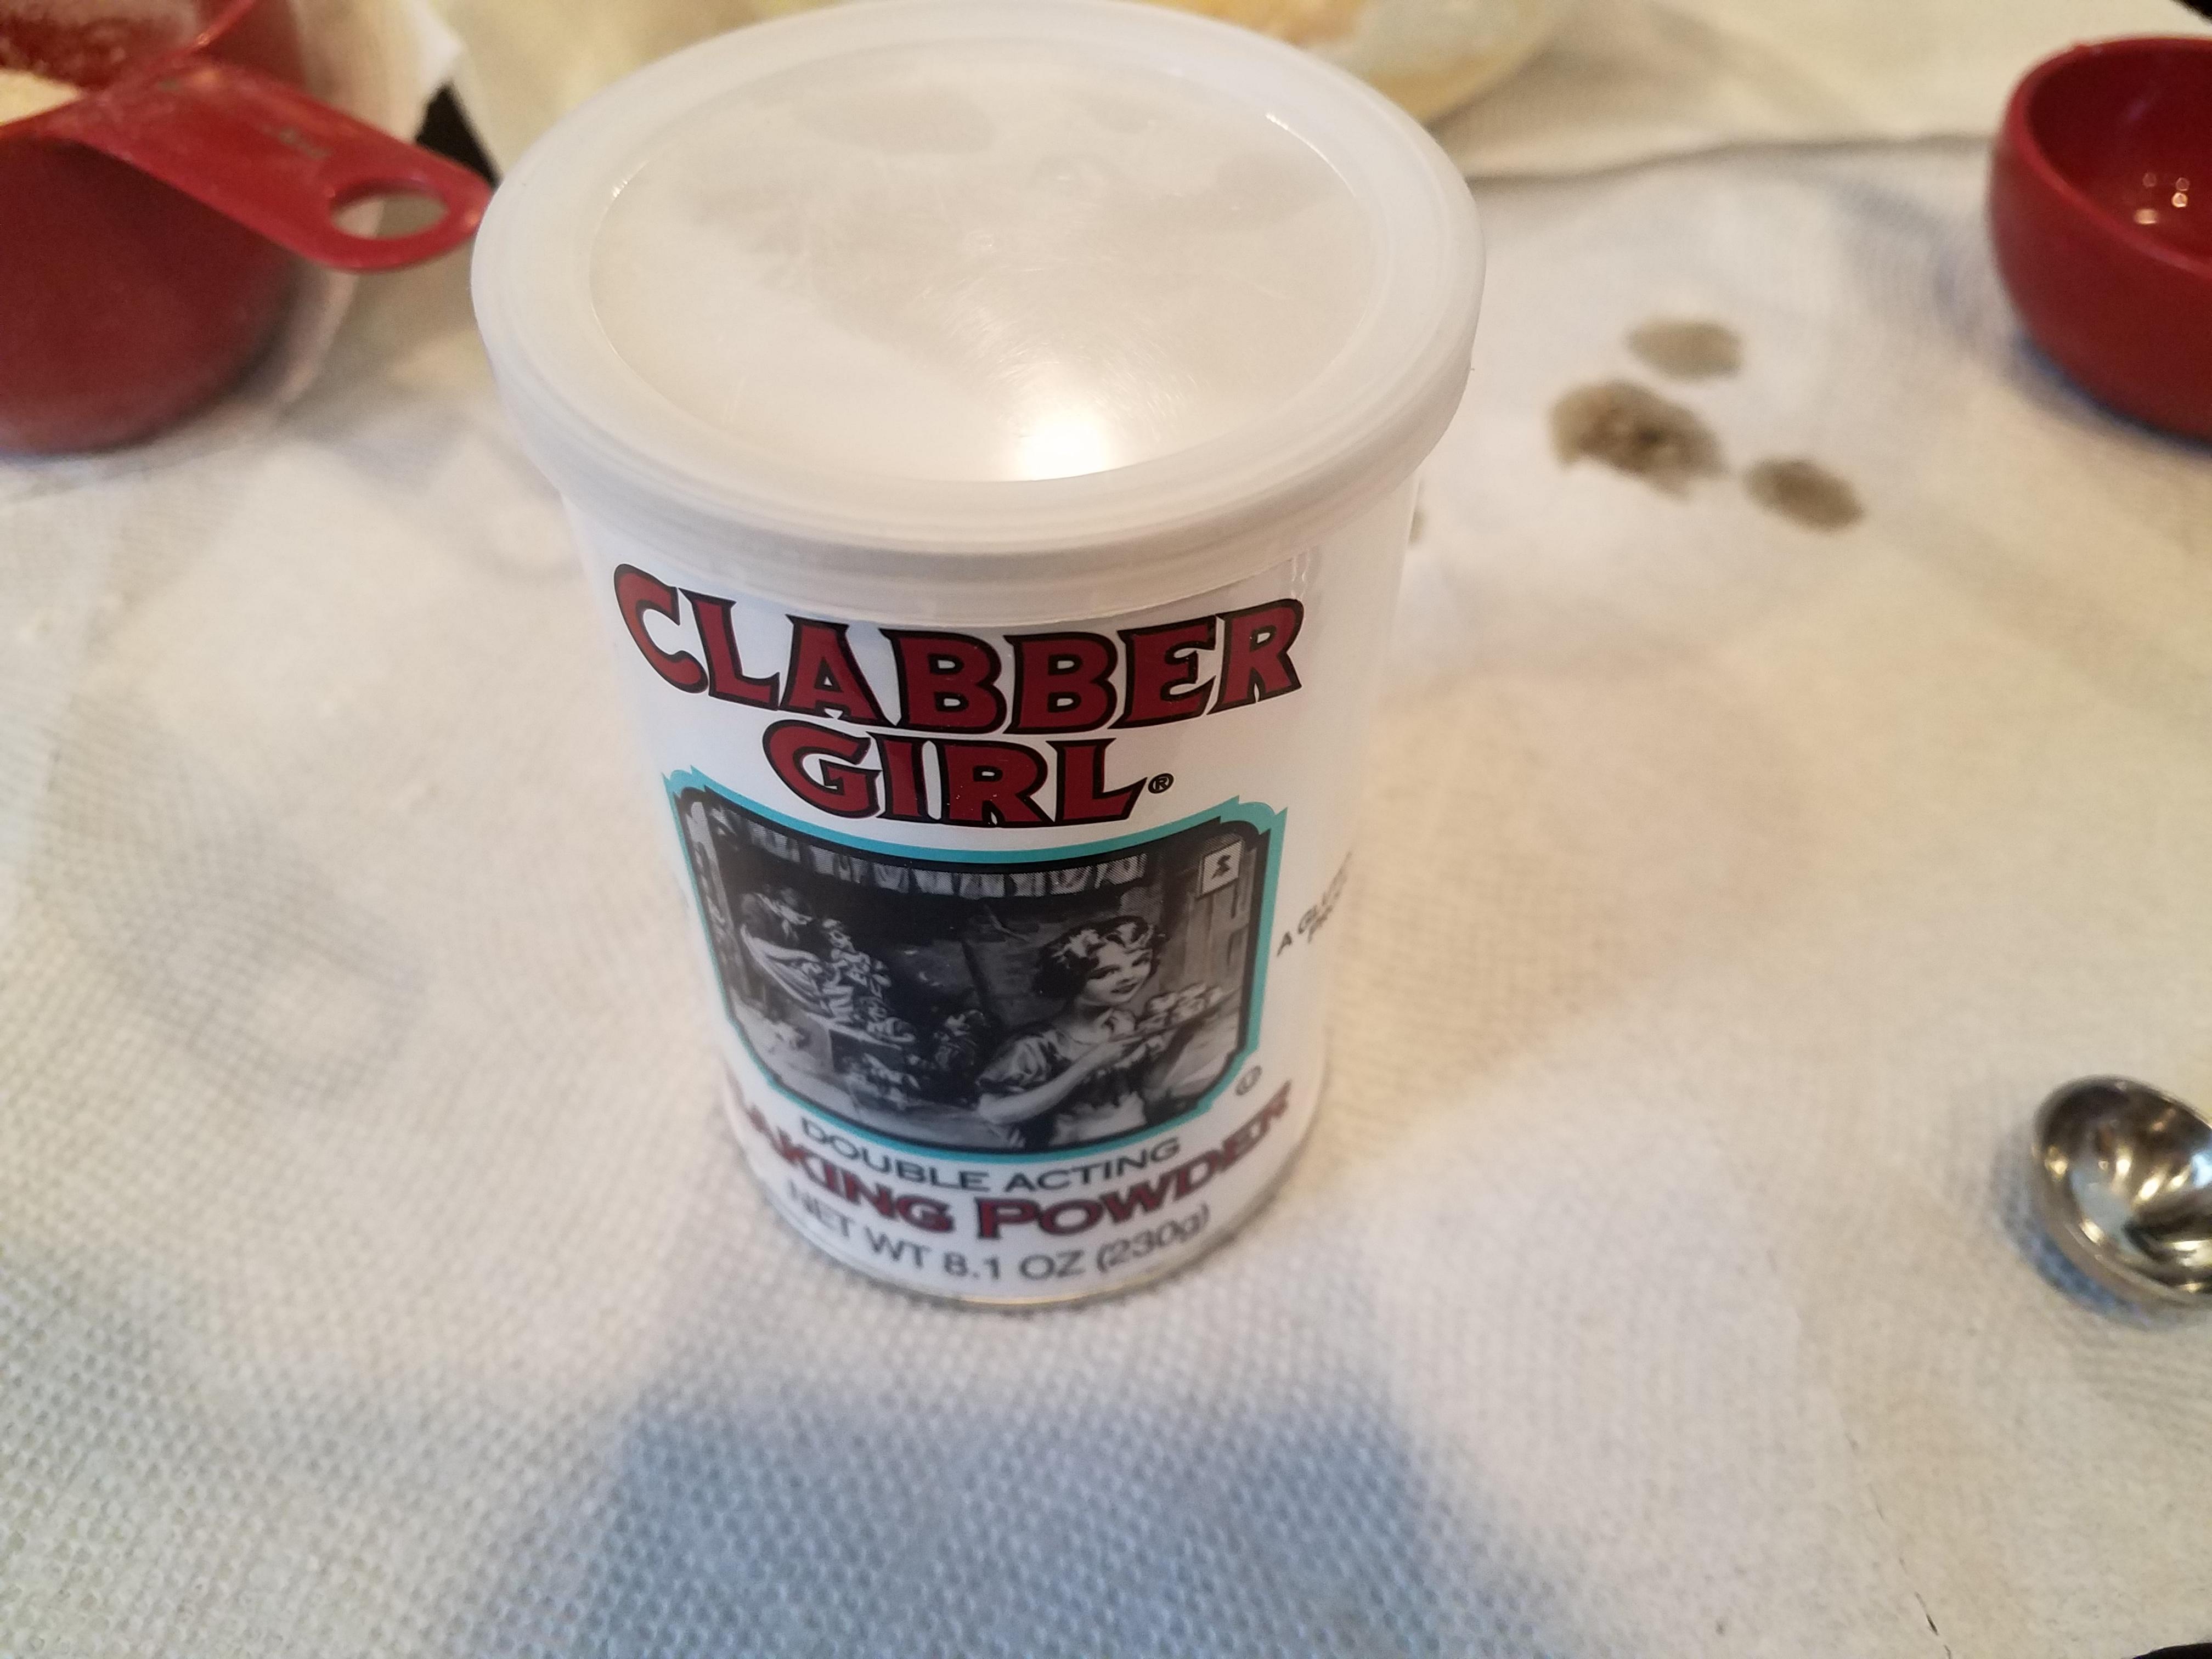 CLABBER
GIRL®
DOUBLE ACTING
BAKING POWDER
NET WT 8.1 OZ (230g)
A